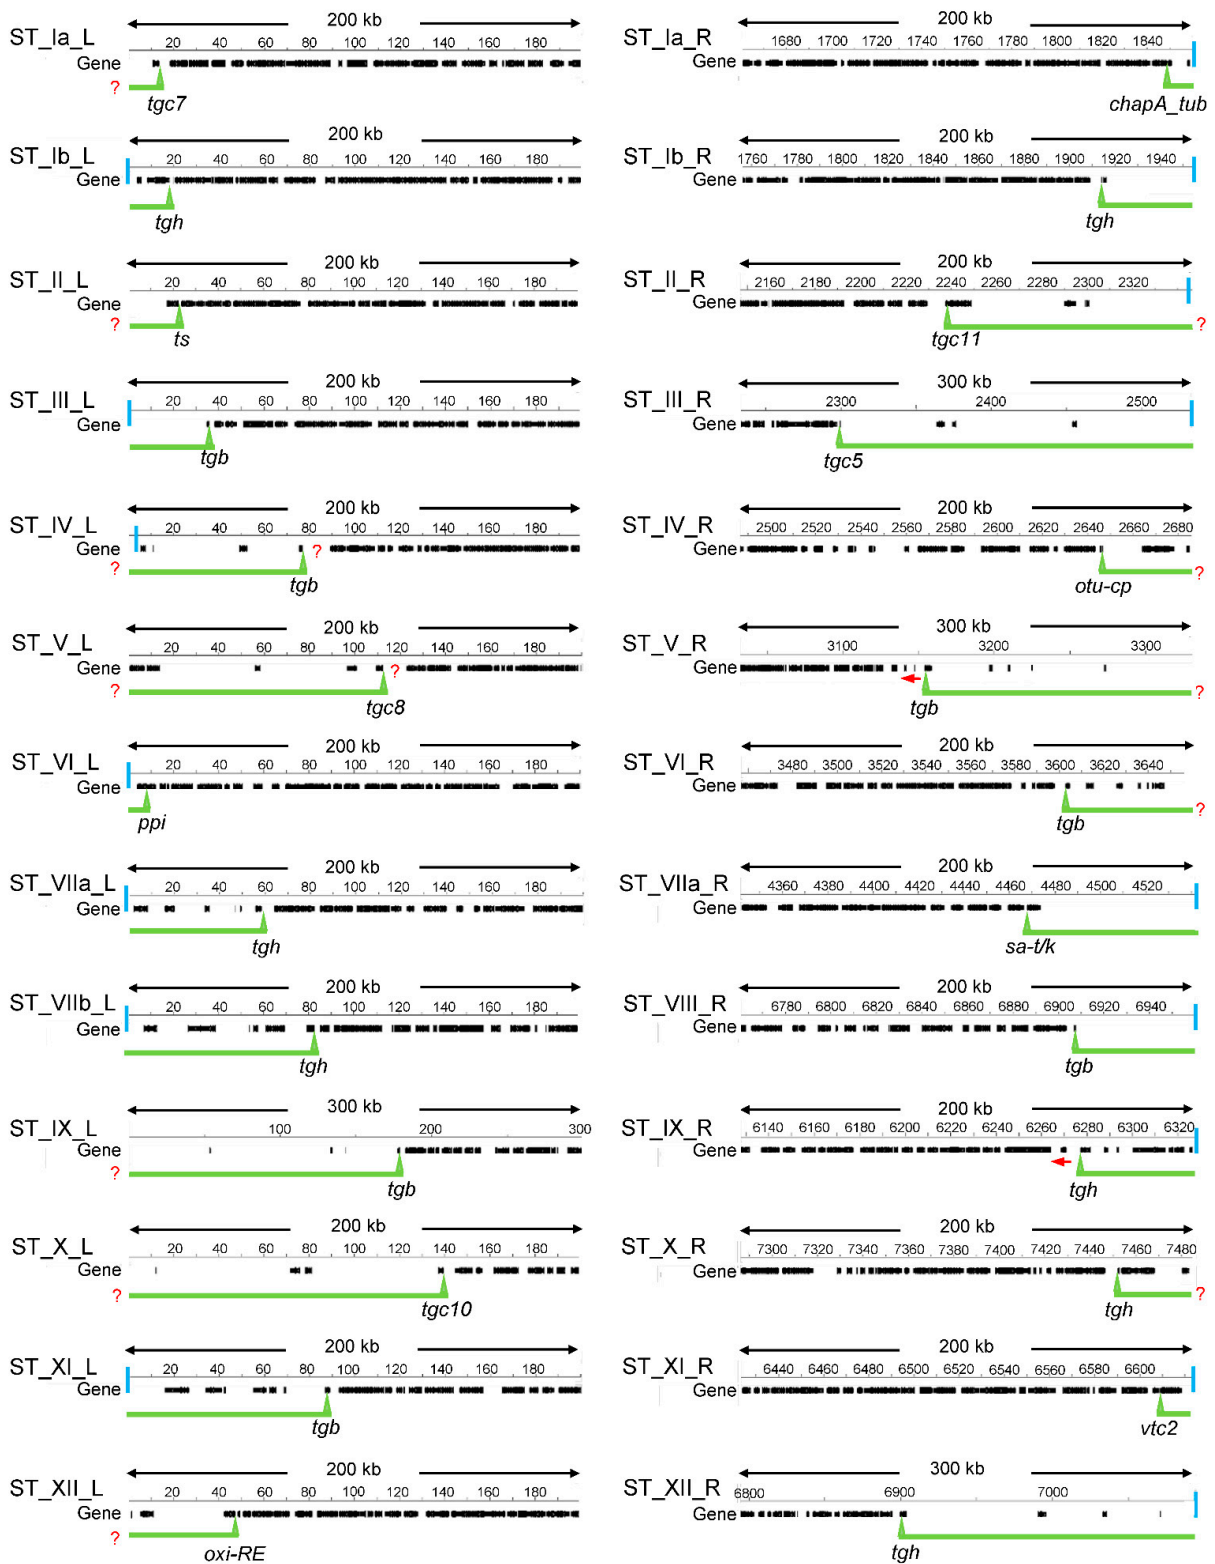 200 kb
ST_Ia_L
20 40 60 80 100 120 140 160 180
Gene
?
tgc7
200 kb
ST_Ia_R
1680 1700 1720 1740 1760 1780 1800 1820 1840
Gene
chapA_tub
200 kb
ST_Ib_L
20 40 60 80 100 120 140 160 180
Gene
tgh
200 kb
ST_Ib_R
1760 1780 1800 1820 1840 1860 1880 1900 1920 1940
Gene
tgh
200 kb
ST_II_L
20 40 60 80 100 120 140 160 180
Gene
?
ts
200 kb
ST_II_R
2160 2180 2200 2220 2240 2260 2280 2300 2320
Gene
?
tgc11
200 kb
ST_III_L
20 40 60 80 100 120 140 160 180
Gene
tgb
300 kb
ST_III_R
2300 2400 2500
Gene
tgc5
200 kb
ST_IV_L
20 40 60 80 100 120 140 160 180
Gene ?
?
tgb
200 kb
ST_IV_R
2500 2520 2540 2560 2580 2600 2620 2640 2660 2680
Gene
?
otu-cp
200 kb
ST_V_L
20 40 60 80 100 120 140 160 180
Gene ?
?
tgc8
300 kb
ST_V_R
3100 3200 3300
Gene
?
tgb
200 kb
ST_VI_L
20 40 60 80 100 120 140 160 180
Gene
ppi
200 kb
ST_VI_R
3480 3500 3520 3540 3560 3580 3600 3620 3640
Gene
?
tgb
200 kb
ST_VIIa_L
20 40 60 80 100 120 140 160 180
Gene
tgh
200 kb
ST_VIIa_R
4360 4380 4400 4420 4440 4460 4480 4500 4520
Gene
sa-t/k
200 kb
ST_VIIb_L
20 40 60 80 100 120 140 160 180
Gene
tgh
200 kb
ST_VIII_R
6780 6800 6820 6840 6860 6880 6900 6920 6940
Gene
tgb
300 kb
ST_IX_L
100 200 300
Gene
?
tgb
200 kb
ST_IX_R
6140 6160 6180 6200 6220 6240 6260 6280 6300 6320
Gene
tgh
200 kb
ST_X_L
20 40 60 80 100 120 140 160 180
Gene
?
tgc10
200 kb
ST_X_R
7300 7320 7340 7360 7380 7400 7420 7440 7460 7480
Gene
?
tgh
200 kb
ST_XI_L
20 40 60 80 100 120 140 160 180
Gene
tgb
200 kb
ST_XI_R
6440 6460 6480 6500 6520 6540 6560 6580 6600
Gene
vtc2
200 kb
ST_XII_L
20 40 60 80 100 120 140 160 180
Gene
?
oxi-RE
300 kb
ST_XII_R
6800 6900 7000
Gene
tgh